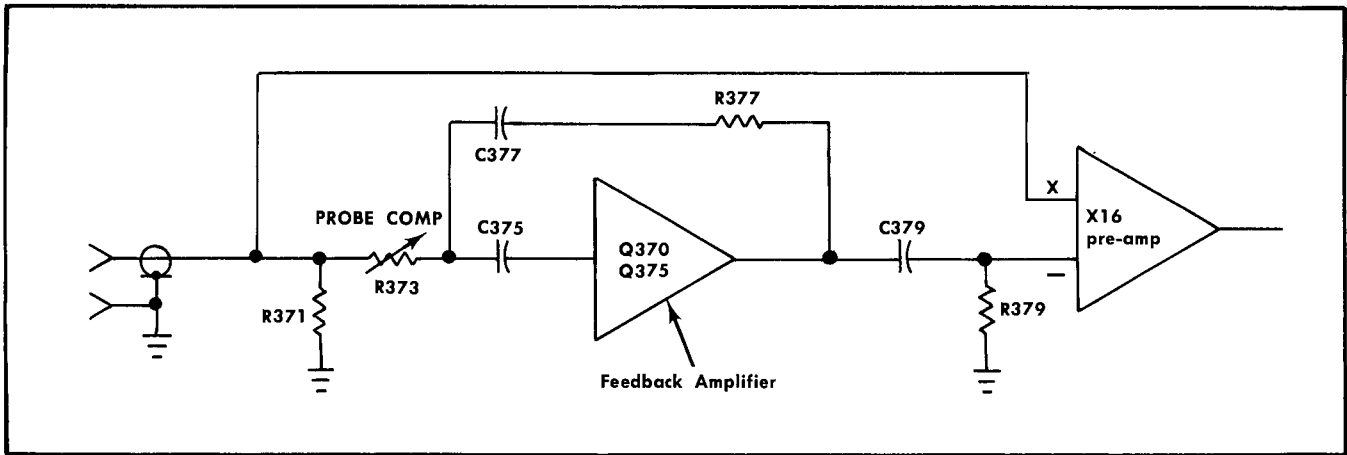 R377
C377
X
PROBE COMP
C375
C379
X16
pre-amp
Q370
Q375
—
R373
R371
R379
Feedback Amplifier